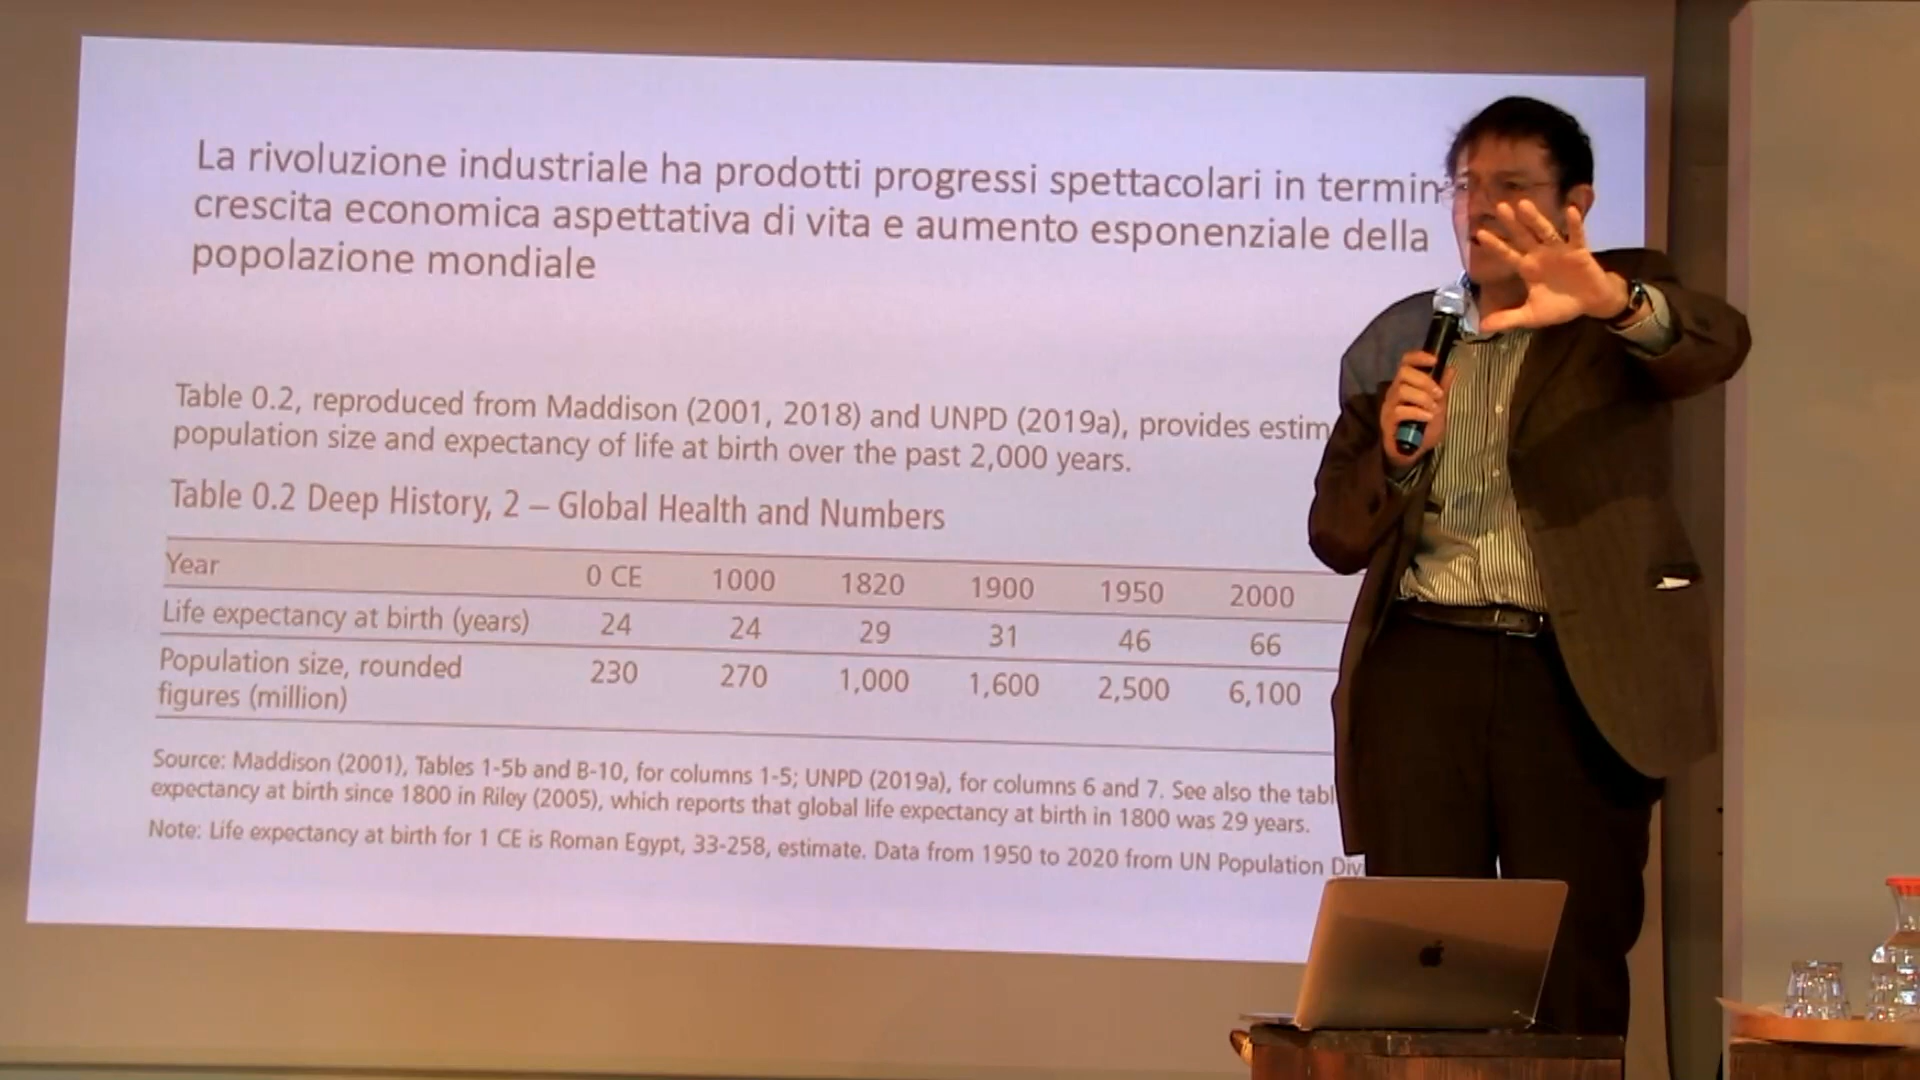 La rivoluzione industriale ha prodotti progressi spettacolari in termin
crescita economica aspettativa di vita e aumento esponenziale della
popolazione mondiale
Table 0.2, reproduced from Maddison (2001, 2018) and UNPD (2019a), provides estim
population size and expectancy of life at birth over the past 2,000 years.
Table 0.2 Deep History, 2 – Global Health and Numbers
Year 0 CE 1000 1820 1900 1950 2000
Life expectancy at birth (years) 24 24 29 31 46 66
Population size, rounded
figures (million) 230 270 1,000 1,600 2,500 6,100
Source: Maddison (2001), Tables 1-5b and B-10, for columns 1-5; UNPD (2019a), for columns 6 and 7. See also the tabl
expectancy at birth since 1800 in Riley (2005), which reports that global life expectancy at birth in 1800 was 29 years.
Note: Life expectancy at birth for 1 CE is Roman Egypt, 33-258, estimate. Data from 1950 to 2020 from UN Population Div